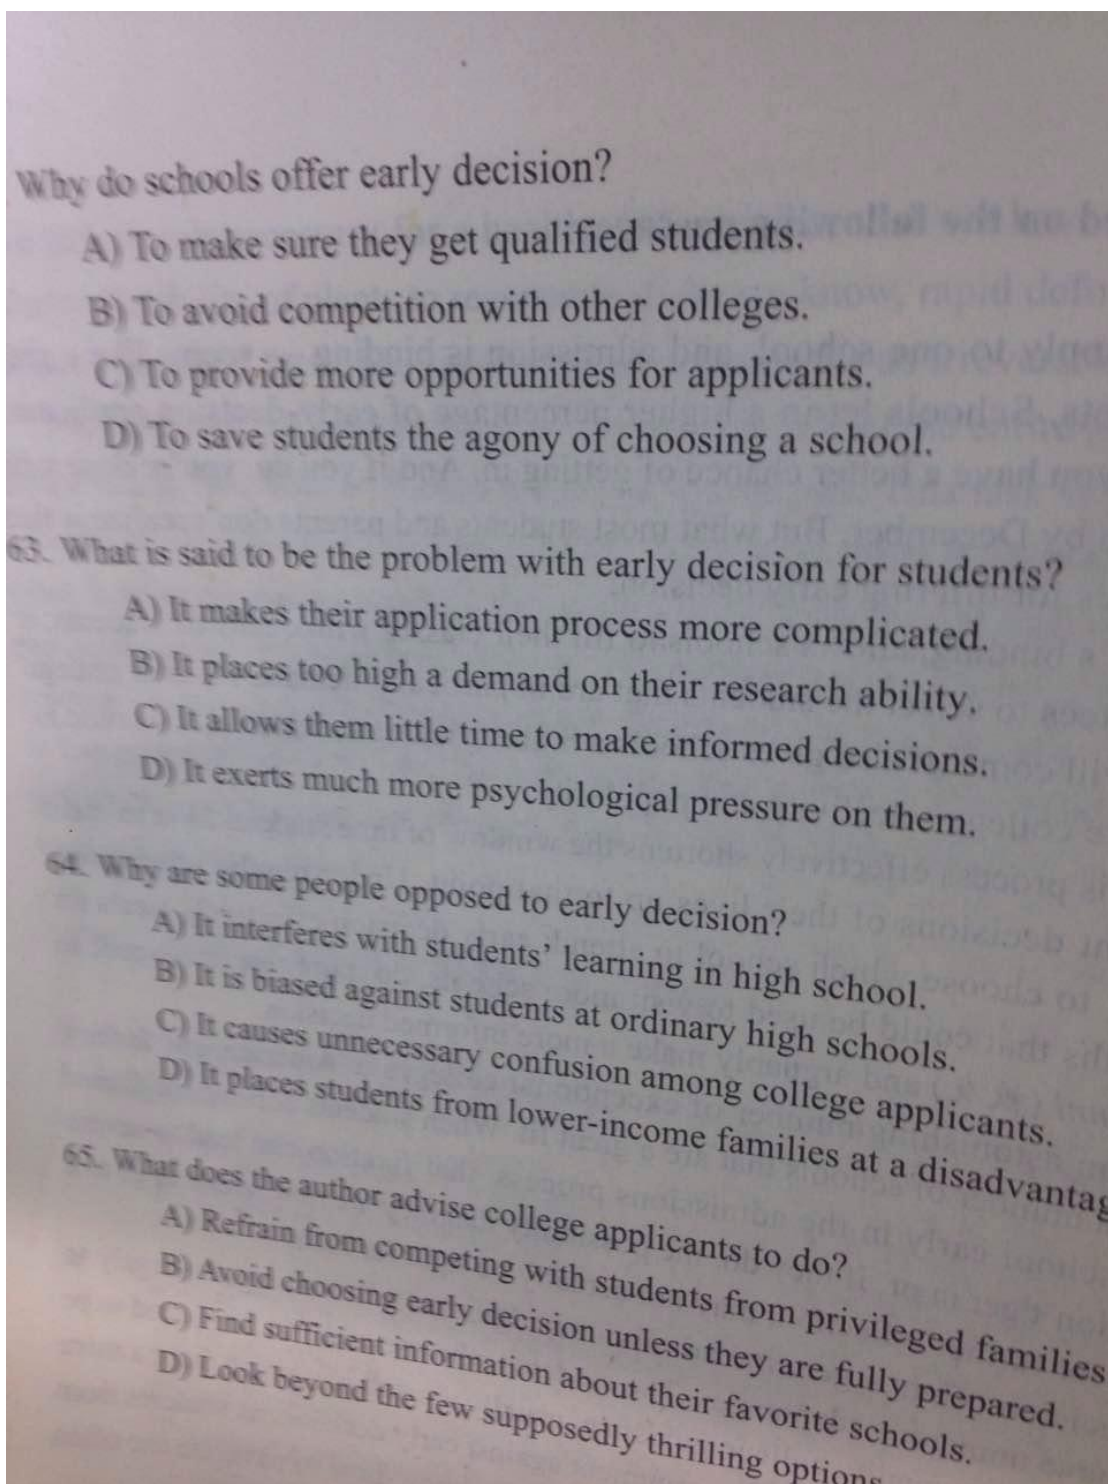 Why do schools offer early decision?
A) To make sure they get qualified students.
B) To avoid competition with other colleges.
C) To provide more opportunities for applicants.
D) To save students the agony of choosing a school.
63. What is said to be the problem with early decision for students?
A) It makes their application process more complicated.
B) It places too high a demand on their research ability.
C) It allows them little time to make informed decisions.
D) It exerts much more psychological pressure on them.
64. Why are some people opposed to early decision?
A) It interferes with students' learning in high school.
B) It is biased against students at ordinary high schools.
C) It causes unnecessary confusion among college applicants.
D) It places students from lower-income families at a disadvantag
65. What does the author advise college applicants to do?
A) Refrain from competing with students from privileged families
B) Avoid choosing early decision unless they are fully prepared.
C) Find sufficient information about their favorite schools.
D) Look beyond the few supposedly thrilling options